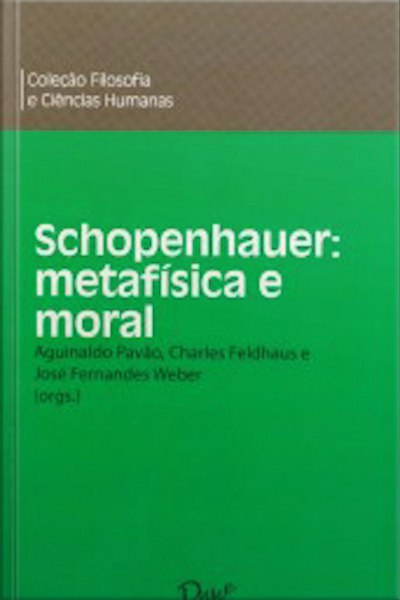 Coleção Filosofia
e Ciências Humanas
Schopenhauer:
metafísica e
moral
Aguinaldo Pavão, Charles Feldhaus e
José Fernandes Weber
(orgs.)